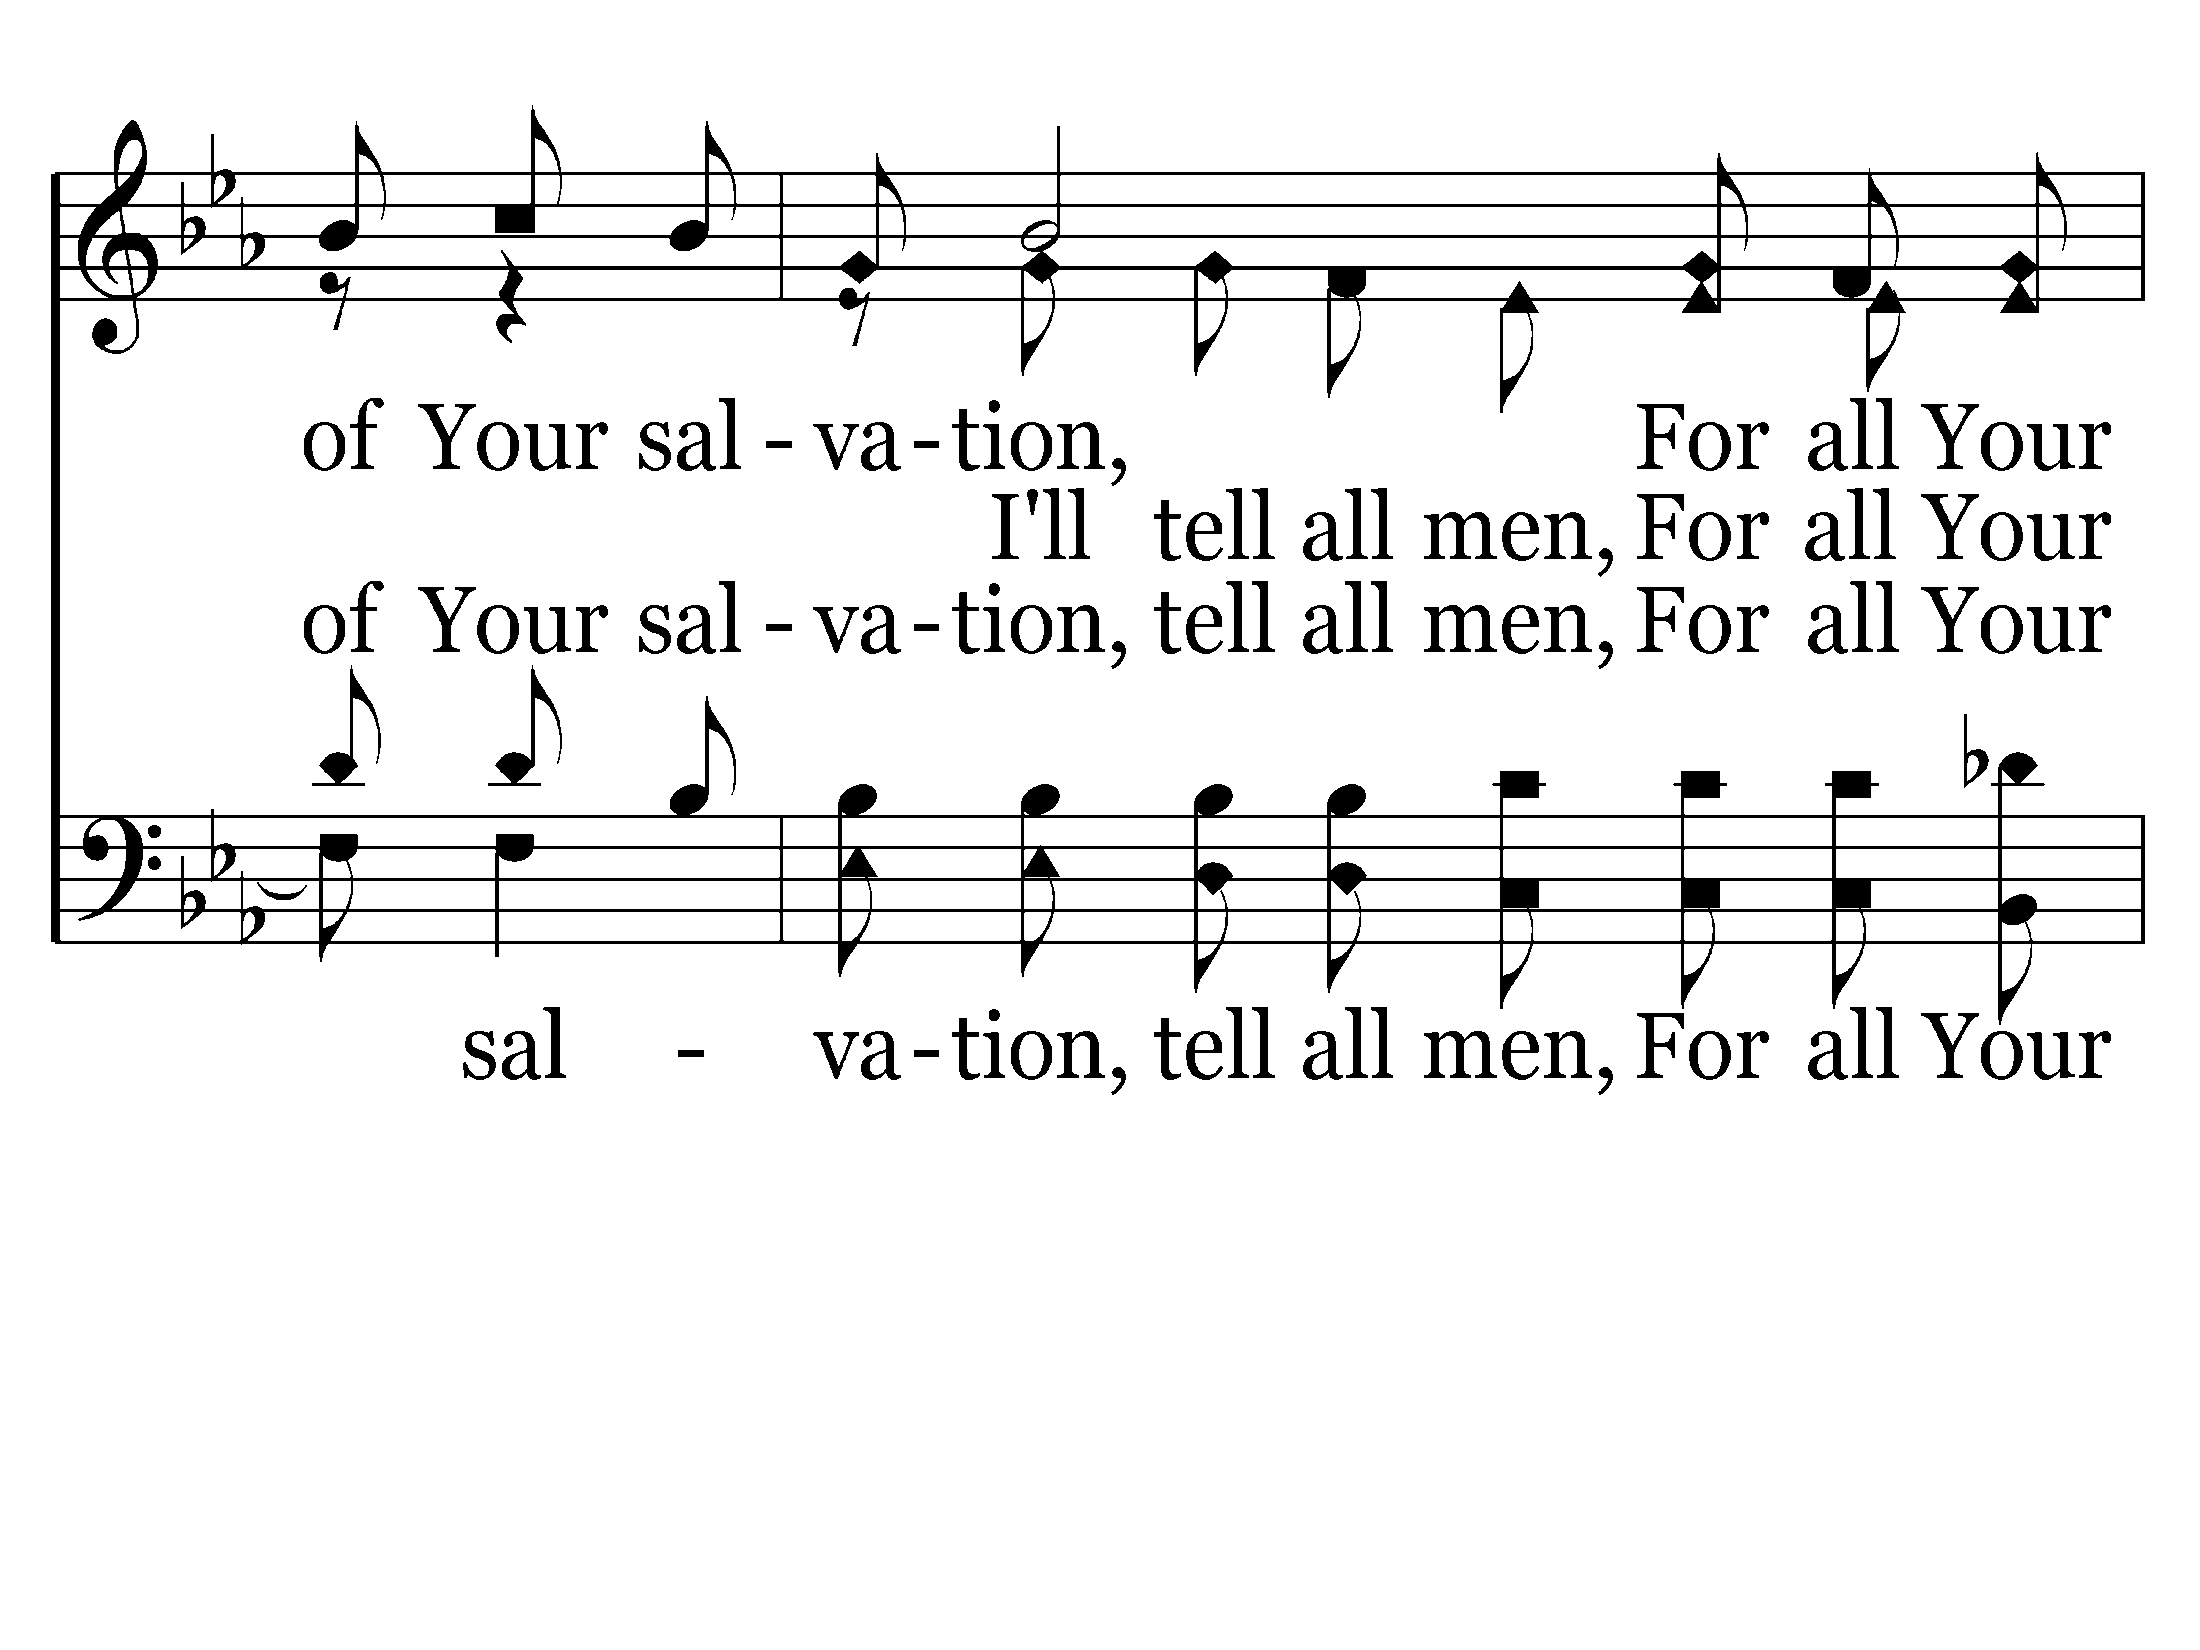 of Your sal - va - tion, For all Your
I'll tell all men, For all Your
of Your sal - va - tion, tell all men, For all Your
sal - va - tion, tell all men, For all Your